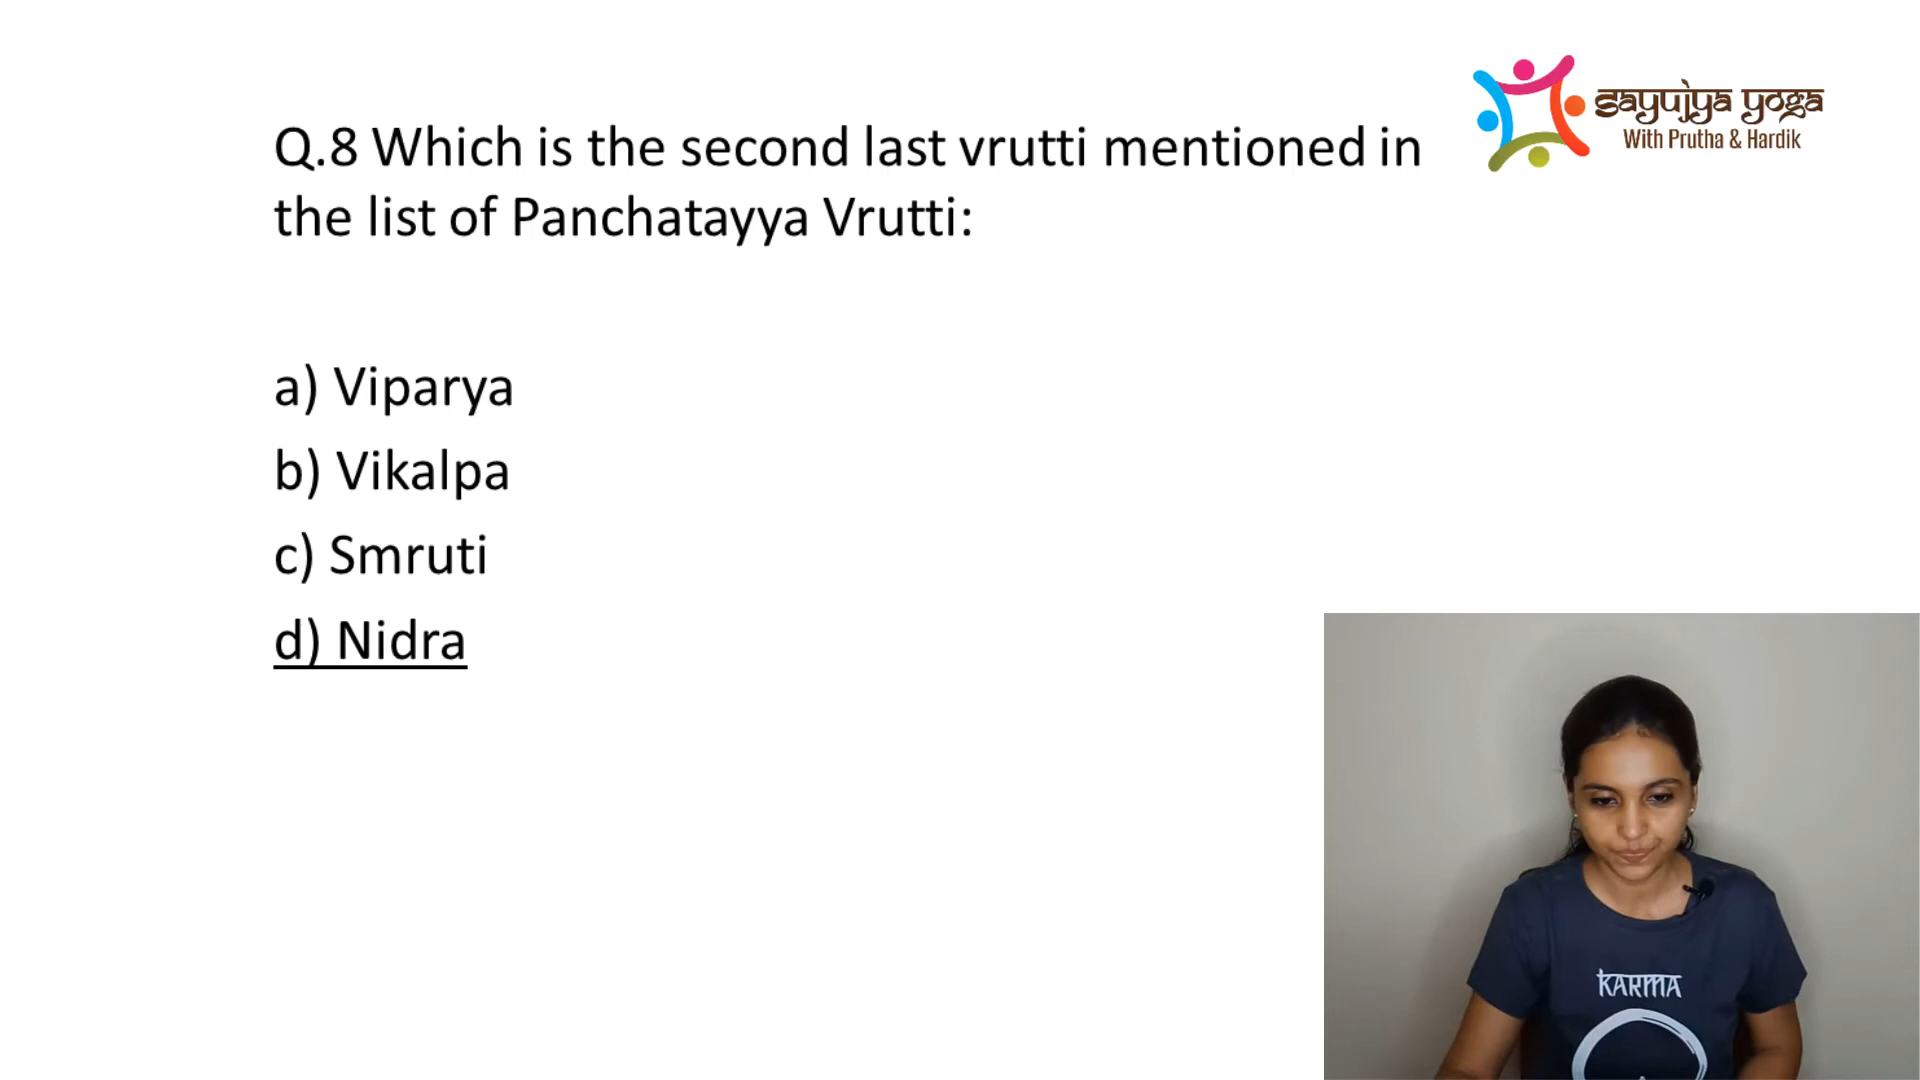 Q.8 Which is the second last vrutti mentioned in
the list of Panchatayya Vrutti:
sayujya yoga
With Prutha & Hardik
a) Viparya
b) Vikalpa
c) Smruti
d) Nidra
KARMA